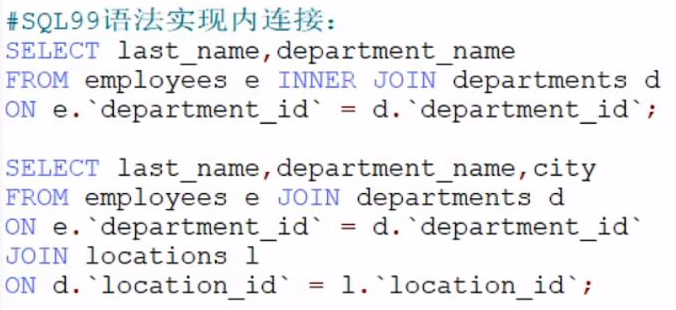 #SQL99语法实现内连接：
SELECT last_name,department_name
FROM employees e INNER JOIN departments d
ON e.`department_id` = d.`department_id`;
SELECT last_name,department_name,city
FROM employees e JOIN departments d
ON e.`department_id` = d.`department_id`
JOIN locations l
ON d.`location_id` = l.`location_id`;